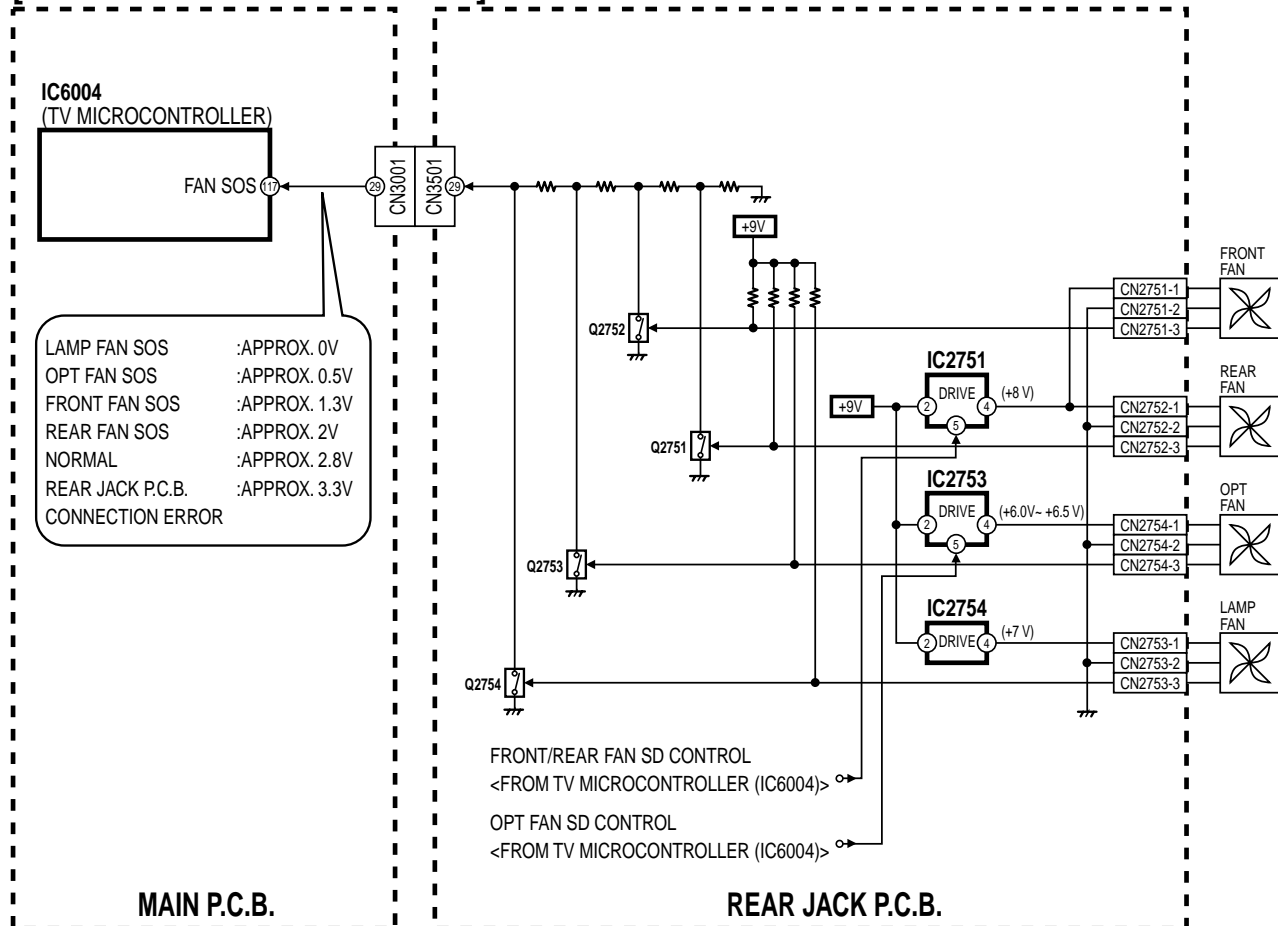 IC6004
(TV MICROCONTROLLER)
FAN SOS
117
29
CN3001
CN3501
29
LAMP FAN SOS :APPROX. 0V
OPT FAN SOS :APPROX. 0.5V
FRONT FAN SOS :APPROX. 1.3V
REAR FAN SOS :APPROX. 2V
NORMAL :APPROX. 2.8V
REAR JACK P.C.B. :APPROX. 3.3V
CONNECTION ERROR
+9V
Q2752
CN2751-1
CN2751-2
CN2751-3
FRONT
FAN
+9V
IC2751
2
DRIVE
4
5
(+8 V)
Q2751
CN2752-1
CN2752-2
CN2752-3
REAR
FAN
IC2753
2
DRIVE
4
5
(+6.0V~ +6.5 V)
Q2753
CN2754-1
CN2754-2
CN2754-3
OPT
FAN
IC2754
2
DRIVE
4
(+7 V)
Q2754
CN2753-1
CN2753-2
CN2753-3
LAMP
FAN
FRONT/REAR FAN SD CONTROL
<FROM TV MICROCONTROLLER (IC6004)>
OPT FAN SD CONTROL
<FROM TV MICROCONTROLLER (IC6004)>
MAIN P.C.B.
REAR JACK P.C.B.